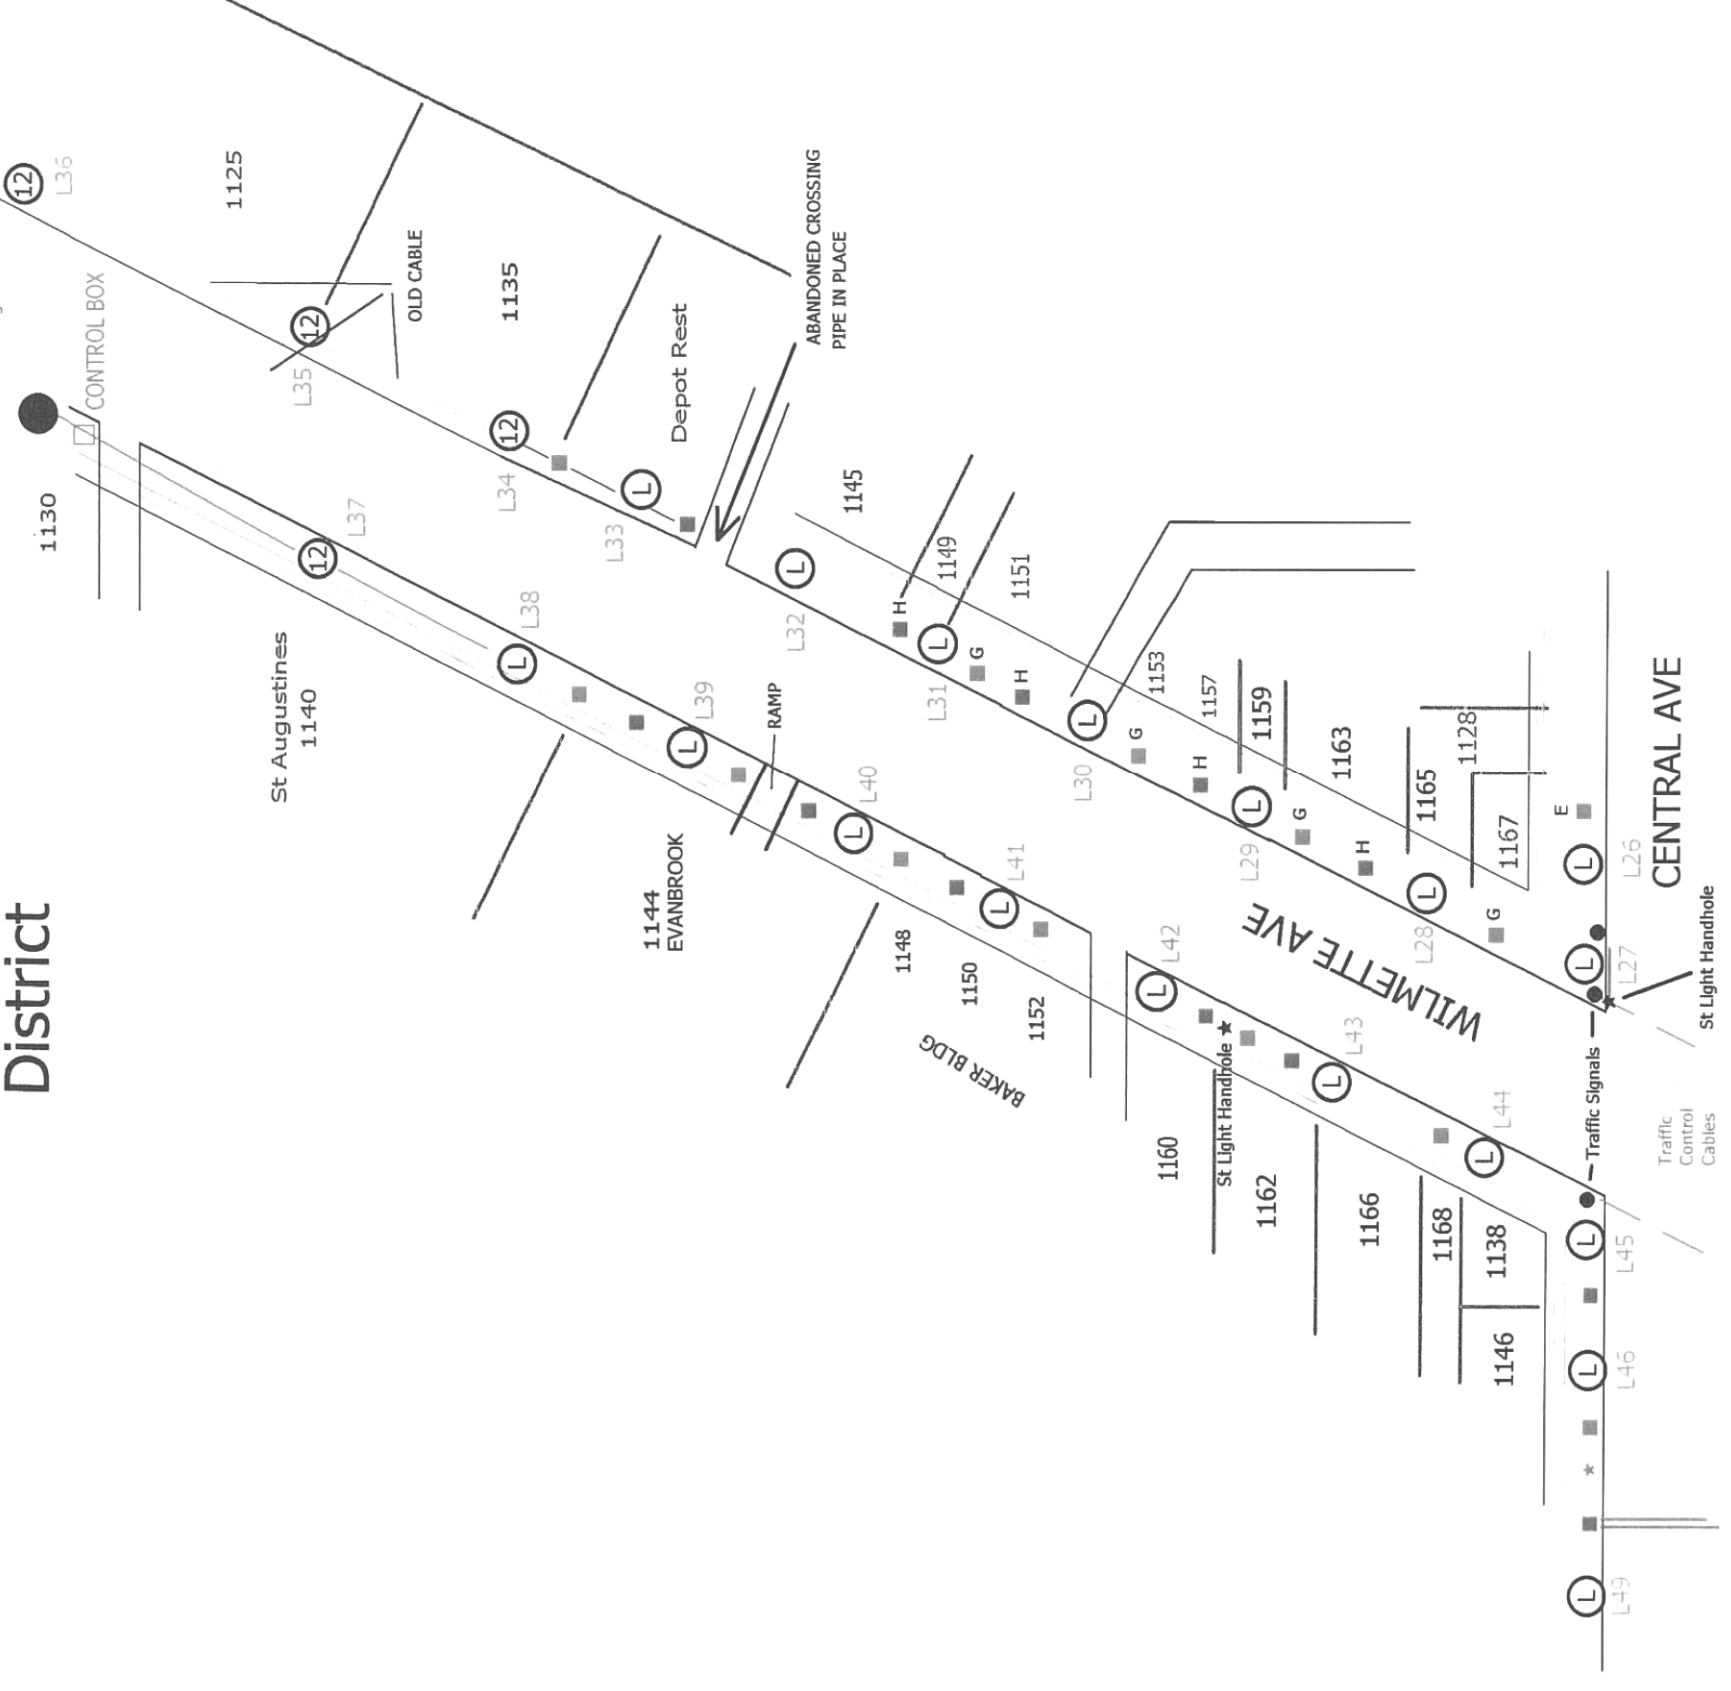 District
12
L36
1125
CONTROL BOX
1130
12
L35
OLD CABLE
1135
12
L34
Depot Rest
L
L33
ABANDONED CROSSING
PIPE IN PLACE
12
L37
St Augustines
1140
L
L38
L
L39
RAMP
1144
EVANBROOK
L
L40
1148
1150
1152
BAKER BLDG
L
L41
L
L32
1145
H
1149
L
L31
G
1151
H
L
L30
1153
G
1157
H
1159
L
L29
G
1163
H
1165
1128
L
L28
1167
G
WILMETTE AVE
E
L
L26
CENTRAL AVE
L
L27
St Light Handhole
L
L42
1160
St Light Handhole
1162
L
L43
1166
1168
L
L44
1138
1146
Traffic Signals
Traffic
Control
Cables
L
L45
L
L46
L
L49